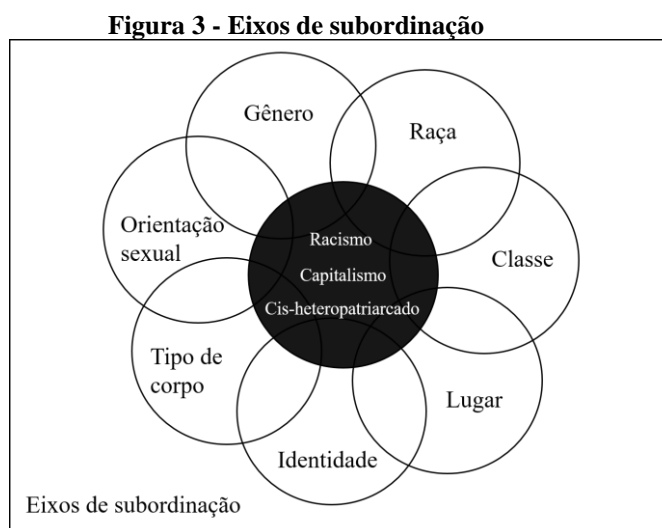 Figura 3 - Eixos de subordinação
Gênero
Raça
Orientação
sexual
Racismo
Capitalismo
Cis-heteropatriarcado
Classe
Tipo de
corpo
Lugar
Identidade
Eixos de subordinação